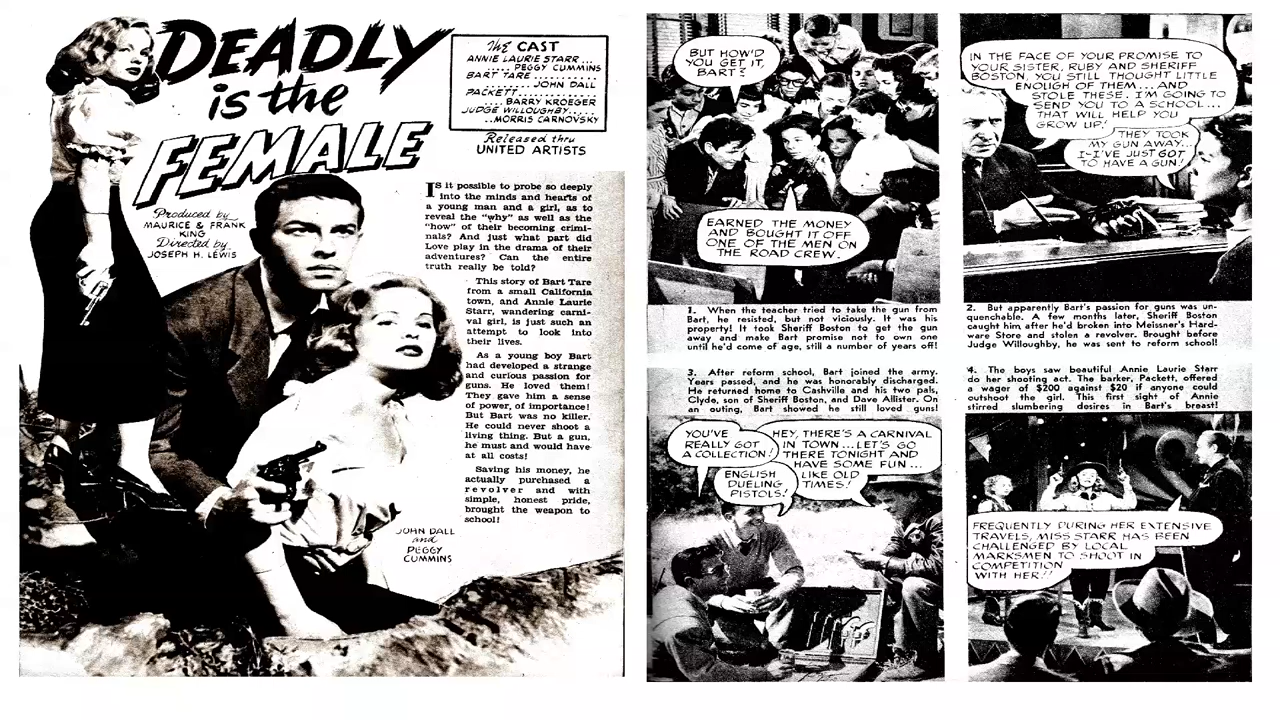 DEADLY
is the
FEMALE
The CAST
ANNIE LAURIE STARR...
......PEGGY CUMMINS
BART TARE...........
............JOHN DALL
PACKETT............
....BARRY KROEGER
JUDGE WILLOUGHBY....
..MORRIS CARNOVSKY
Released thru
UNITED ARTISTS
Produced by
MAURICE & FRANK
KING
Directed by
JOSEPH H. LEWIS
IS it possible to probe so deeply
into the minds and hearts of
a young man and a girl, as to
reveal the "why" as well as the
"how" of their becoming crimi-
nals? And just what part did
Love play in the drama of their
adventures? Can the entire
truth really be told?
This story of Bart Tare
from a small California
town, and Annie Laurie
Starr, wandering carni-
val girl, is just such an
attempt to look into
their lives.
As a young boy Bart
had developed a strange
and curious passion for
guns. He loved them!
They gave him a sense
of power, of importance!
But Bart was no killer.
He could never shoot a
living thing. But a gun,
he must and would have
at all costs!
Saving his money, he
actually purchased a
revolver and with
simple, honest pride,
brought the weapon to
school!
JOHN DALL
and
PEGGY
CUMMINS
BUT HOW'D
YOU GET IT,
BART?
EARNED THE MONEY
AND BOUGHT IT OFF
ONE OF THE MEN ON
THE ROAD CREW.
1. When the teacher tried to take the gun from
Bart, he resisted, but not viciously. It was his
property! It took Sheriff Boston to get the gun
away and make Bart promise not to own one
until he'd come of age, still a number of years off!
IN THE FACE OF YOUR PROMISE TO
YOUR SISTER, RUBY AND SHERIFF
BOSTON, YOU STILL THOUGHT LITTLE
ENOUGH OF THEM...AND
STOLE THESE. I'M GOING TO
SEND YOU TO A SCHOOL...
THAT WILL HELP YOU
GROW UP!
THEY TOOK
MY GUN AWAY...
I-I'VE JUST GOT
TO HAVE A GUN!
2. But apparently Bart's passion for guns was un-
quenchable. A few months later, Sheriff Boston
caught him after he'd broken into Meissner's Hard-
ware Store and stolen a revolver. Brought before
Judge Willoughby, he was sent to reform school!
3. After reform school, Bart joined the army.
Years passed, and he was honorably discharged.
He returned home to Cashville and his two pals,
Clyde, son of Sheriff Boston, and Dave Allister. On
an outing, Bart showed he still loved guns!
YOU'VE
REALLY GOT
A COLLECTION!
ENGLISH
DUELING
PISTOLS!
HEY, THERE'S A CARNIVAL
IN TOWN...LET'S GO
THERE TONIGHT AND
HAVE SOME FUN...
LIKE OLD
TIMES!
4. The boys saw beautiful Annie Laurie Starr
do her shooting act. The barker, Packett, offered
a wager of $200 against $20 if anyone could
outshoot the girl. This first sight of Annie
stirred slumbering desires in Bart's breast!
FREQUENTLY DURING HER EXTENSIVE
TRAVELS, MISS STARR HAS BEEN
CHALLENGED BY LOCAL
MARKSMEN TO SHOOT IN
COMPETITION
WITH HER!!